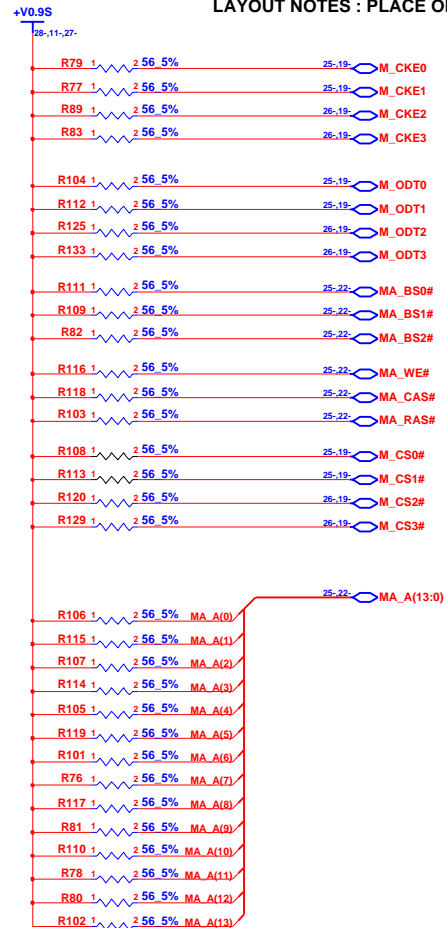 LAYOUT NOTES : PLACE
+V0.9S
28-,11-,27-
R79 1 2 56_5% 25-,19- M_CKE0
R77 1 2 56_5% 25-,19- M_CKE1
R89 1 2 56_5% 26-,19- M_CKE2
R83 1 2 56_5% 26-,19- M_CKE3
R104 1 2 56_5% 25-,19- M_ODT0
R112 1 2 56_5% 25-,19- M_ODT1
R125 1 2 56_5% 26-,19- M_ODT2
R133 1 2 56_5% 26-,19- M_ODT3
R111 1 2 56_5% 25-,22- MA_BS0#
R109 1 2 56_5% 25-,22- MA_BS1#
R82 1 2 56_5% 25-,22- MA_BS2#
R116 1 2 56_5% 25-,22- MA_WE#
R118 1 2 56_5% 25-,22- MA_CAS#
R103 1 2 56_5% 25-,22- MA_RAS#
R108 1 2 56_5% 25-,19- M_CS0#
R113 1 2 56_5% 25-,19- M_CS1#
R120 1 2 56_5% 26-,19- M_CS2#
R129 1 2 56_5% 26-,19- M_CS3#
25-,22- MA_A(13:0)
R106 1 2 56_5% MA_A(0)
R115 1 2 56_5% MA_A(1)
R107 1 2 56_5% MA_A(2)
R114 1 2 56_5% MA_A(3)
R105 1 2 56_5% MA_A(4)
R119 1 2 56_5% MA_A(5)
R101 1 2 56_5% MA_A(6)
R76 1 2 56_5% MA_A(7)
R117 1 2 56_5% MA_A(8)
R81 1 2 56_5% MA_A(9)
R110 1 2 56_5% MA_A(10)
R78 1 2 56_5% MA_A(11)
R80 1 2 56_5% MA_A(12)
R102 1 2 56_5% MA_A(13)